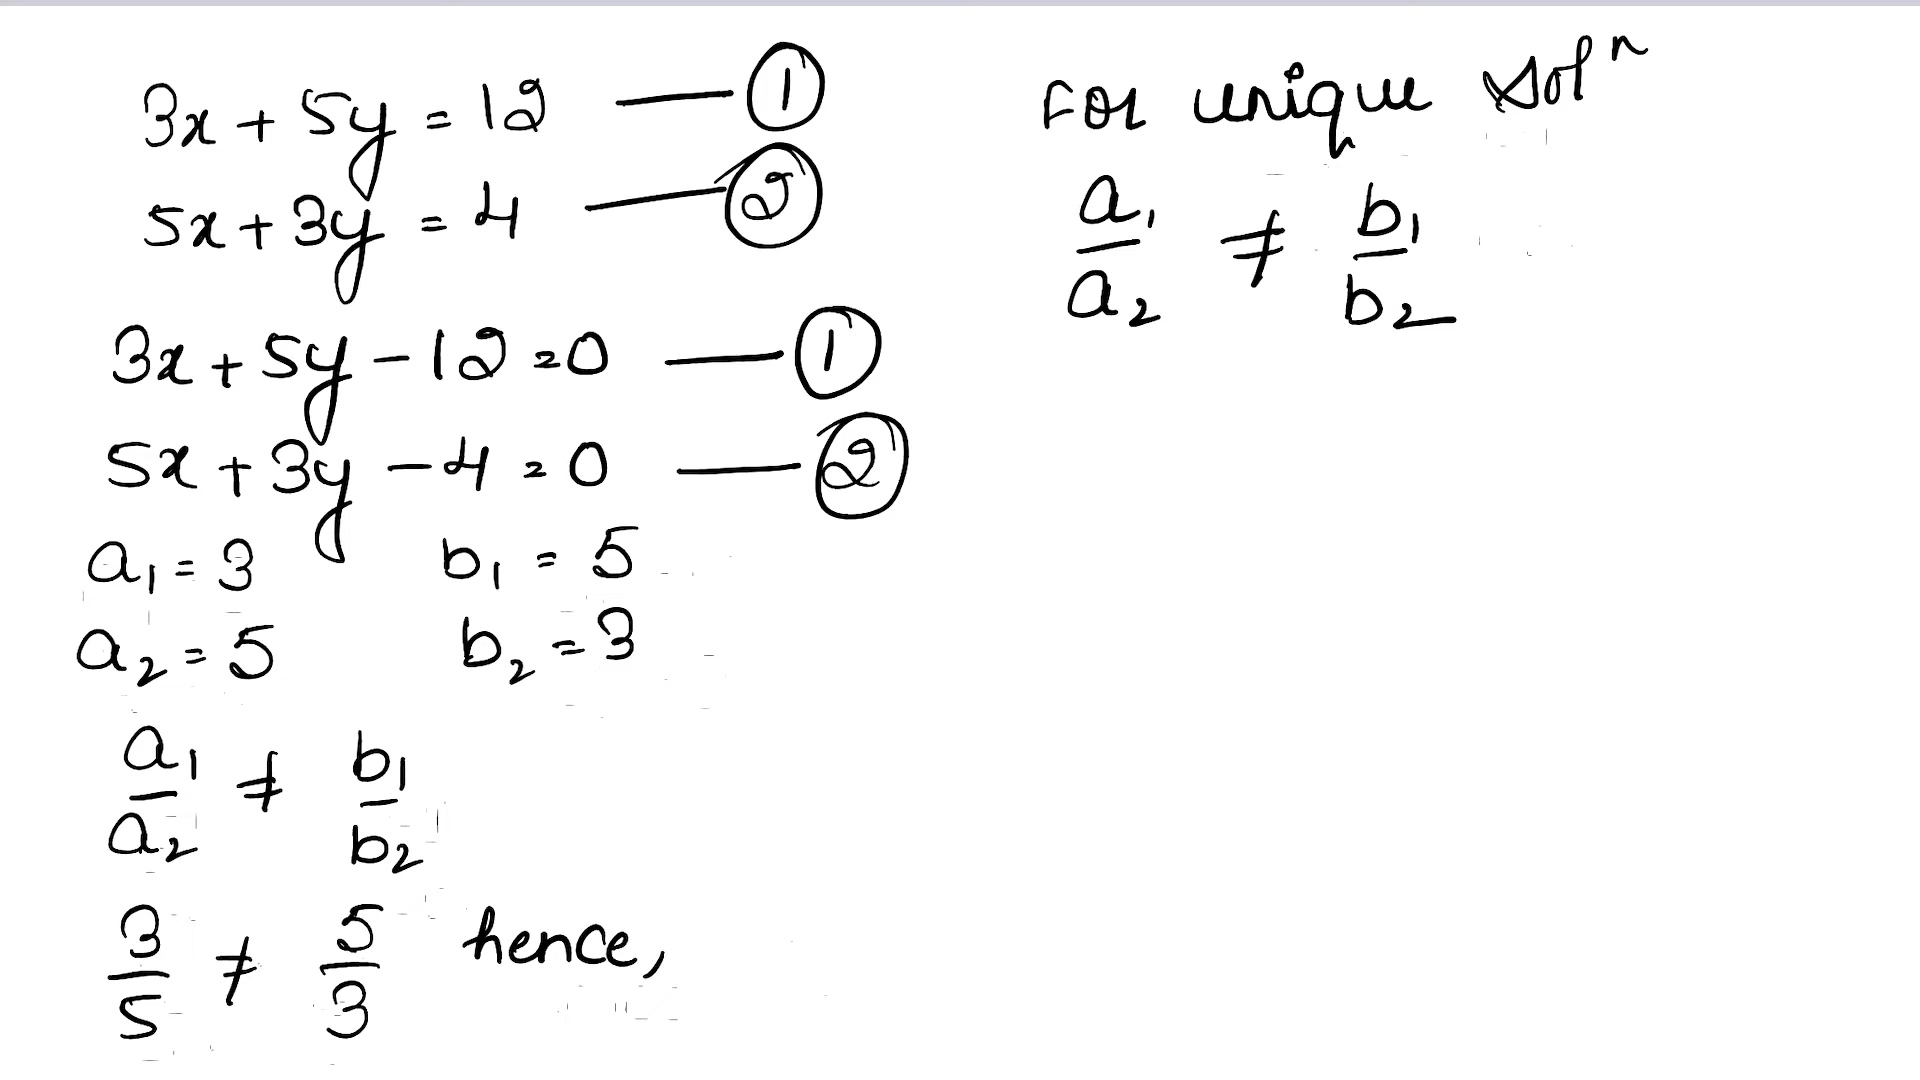 3x + 5y = 12 — ①
5x + 3y = 4 — ②
3x + 5y - 12 = 0 — ①
5x + 3y - 4 = 0 — ②
a₁ = 3 b₁ = 5
a₂ = 5 b₂ = 3
a₁/a₂ ≠ b₁/b₂
3/5 ≠ 5/3 hence,
For unique solⁿ
a₁/a₂ ≠ b₁/b₂